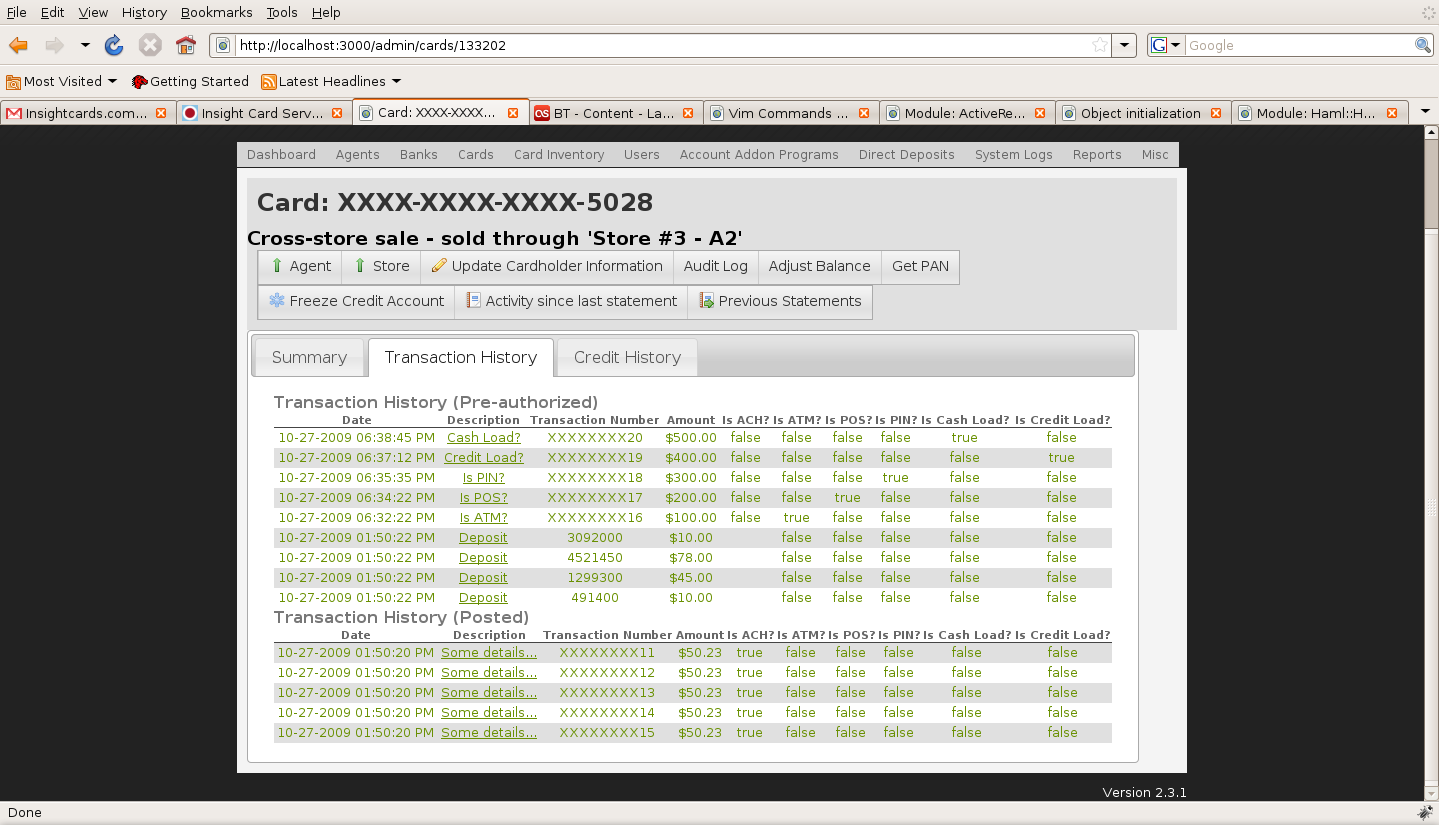 File Edit View History Bookmarks Tools Help
http://localhost:3000/admin/cards/133202
Google
Most Visited Getting Started Latest Headlines
Insightcards.com... Insight Card Serv... Card: XXXX-XXXX... BT - Content - La... Vim Commands ... Module: ActiveRe... Object initialization Module: Haml::H...
Dashboard Agents Banks Cards Card Inventory Users Account Addon Programs Direct Deposits System Logs Reports Misc
Card: XXXX-XXXX-XXXX-5028
Cross-store sale - sold through 'Store #3 - A2'
Agent Store Update Cardholder Information Audit Log Adjust Balance Get PAN
Freeze Credit Account Activity since last statement Previous Statements
Summary Transaction History Credit History
Transaction History (Pre-authorized)
Date Description Transaction Number Amount Is ACH? Is ATM? Is POS? Is PIN? Is Cash Load? Is Credit Load?
10-27-2009 06:38:45 PM Cash Load? XXXXXXXX20 $500.00 false false false false true false
10-27-2009 06:37:12 PM Credit Load? XXXXXXXX19 $400.00 false false false false false true
10-27-2009 06:35:35 PM Is PIN? XXXXXXXX18 $300.00 false false false true false false
10-27-2009 06:34:22 PM Is POS? XXXXXXXX17 $200.00 false false true false false false
10-27-2009 06:32:22 PM Is ATM? XXXXXXXX16 $100.00 false true false false false false
10-27-2009 01:50:22 PM Deposit 3092000 $10.00 false false false false false
10-27-2009 01:50:22 PM Deposit 4521450 $78.00 false false false false false
10-27-2009 01:50:22 PM Deposit 1299300 $45.00 false false false false false
10-27-2009 01:50:22 PM Deposit 491400 $10.00 false false false false false
Transaction History (Posted)
Date Description Transaction Number Amount Is ACH? Is ATM? Is POS? Is PIN? Is Cash Load? Is Credit Load?
10-27-2009 01:50:20 PM Some details... XXXXXXXX11 $50.23 true false false false false false
10-27-2009 01:50:20 PM Some details... XXXXXXXX12 $50.23 true false false false false false
10-27-2009 01:50:20 PM Some details... XXXXXXXX13 $50.23 true false false false false false
10-27-2009 01:50:20 PM Some details... XXXXXXXX14 $50.23 true false false false false false
10-27-2009 01:50:20 PM Some details... XXXXXXXX15 $50.23 true false false false false false
Version 2.3.1
Done